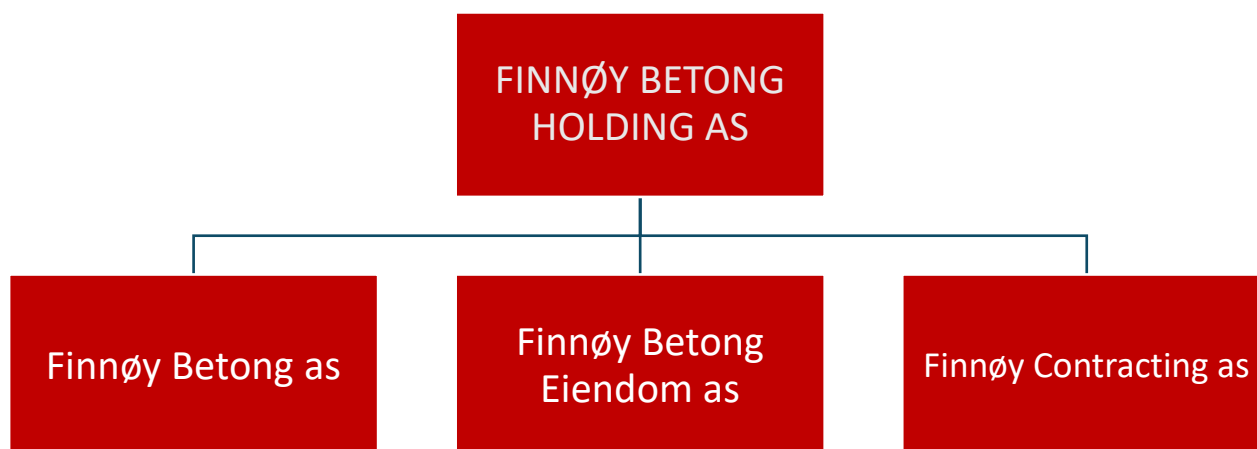 FINNØY BETONG
HOLDING AS
Finnøy Betong as
Finnøy Betong
Eiendom as
Finnøy Contracting as